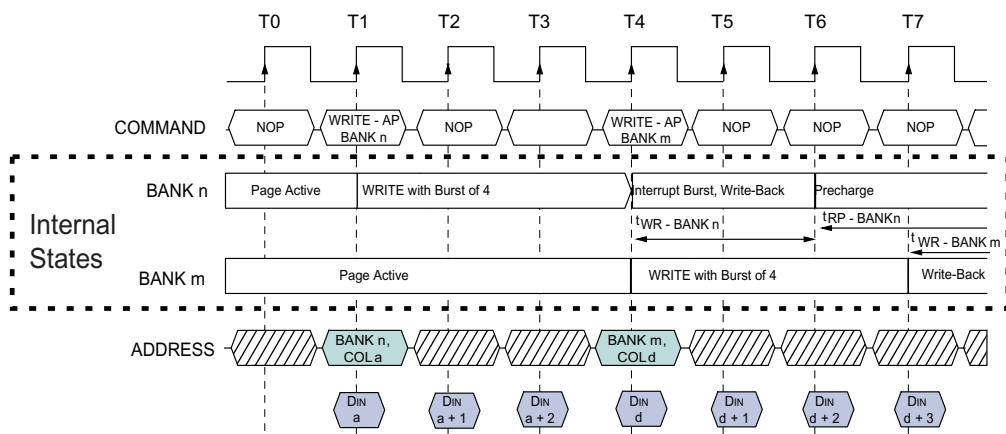 T0 T1 T2 T3 T4 T5 T6 T7
COMMAND NOP WRITE - AP BANK n NOP WRITE - AP BANK m NOP NOP NOP
Internal States
BANK n Page Active WRITE with Burst of 4 Interrupt Burst, Write-Back Precharge
tWR - BANK n tRP - BANK n
tWR - BANK m
BANK m Page Active WRITE with Burst of 4 Write-Back
ADDRESS BANK n, COL a BANK m, COL d
DIN a DIN a + 1 DIN a + 2 DIN d DIN d + 1 DIN d + 2 DIN d + 3